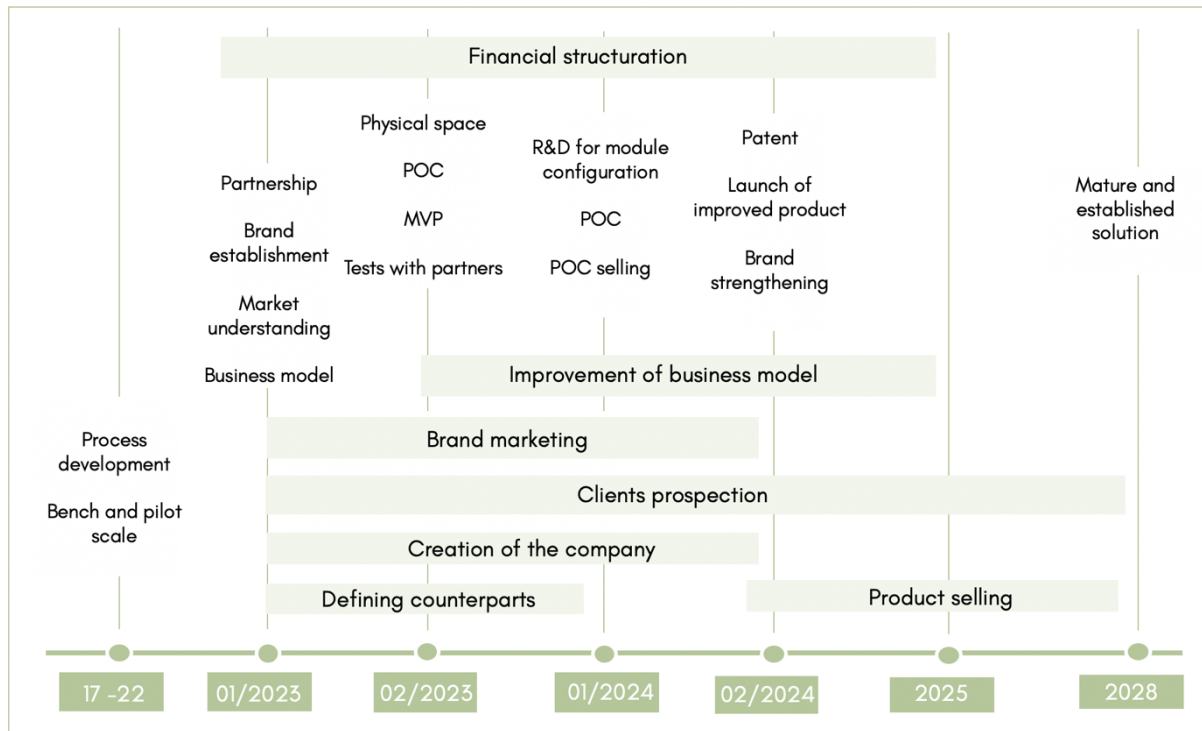 Financial structuration
Physical space
POC
MVP
Tests with partners
R&D for module
configuration
POC
POC selling
Patent
Launch of
improved product
Brand
strengthening
Mature and
established
solution
Partnership
Brand
establishment
Market
understanding
Business model
Improvement of business model
Process
development
Bench and pilot
scale
Brand marketing
Clients prospection
Creation of the company
Defining counterparts
Product selling
17 -22
01/2023
02/2023
01/2024
02/2024
2025
2028